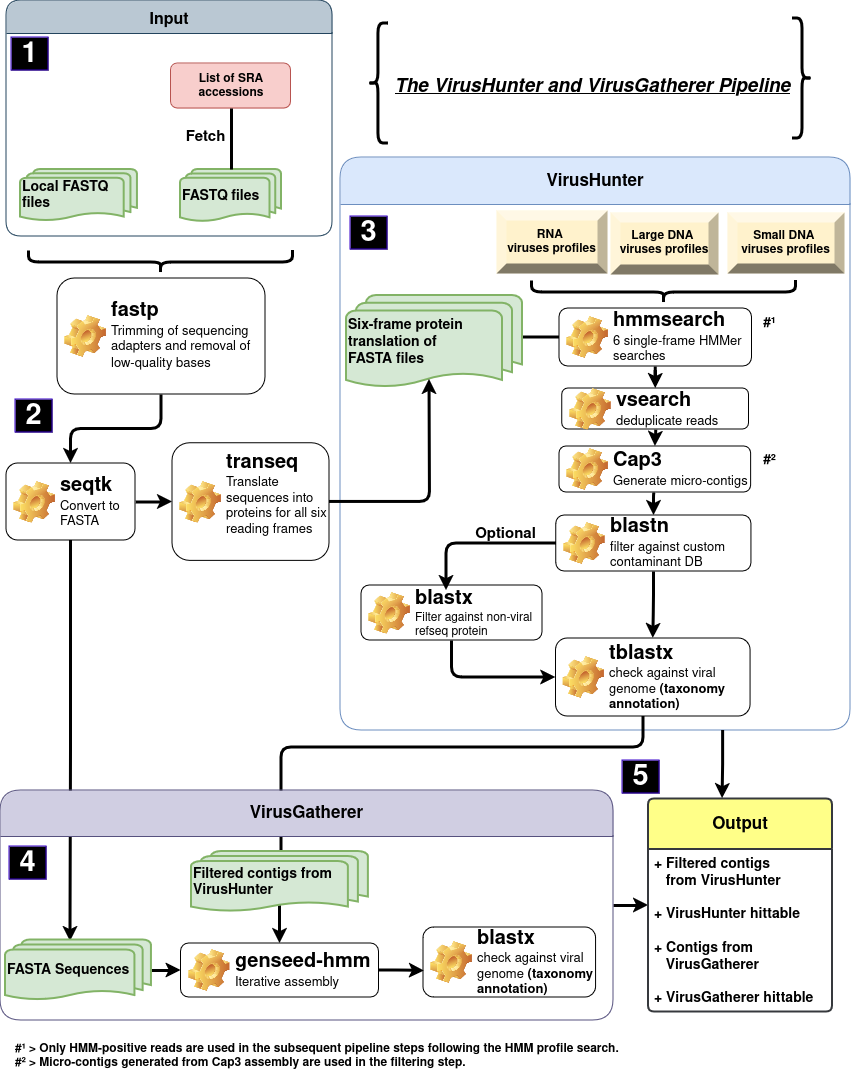 Input
1
List of SRA
accessions
Fetch
Local FASTQ
files
FASTQ files
The VirusHunter and VirusGatherer Pipeline
fastp
Trimming of sequencing
adapters and removal of
low-quality bases
2
seqtk
Convert to
FASTA
transeq
Translate
sequences into
proteins for all six
reading frames
VirusHunter
3
RNA
viruses profiles
Large DNA
viruses profiles
Small DNA
viruses profiles
Six-frame protein
translation of
FASTA files
hmmsearch
6 single-frame HMMer
searches
#¹
vsearch
deduplicate reads
Cap3
Generate micro-contigs
#²
blastn
filter against custom
contaminant DB
Optional
blastx
Filter against non-viral
refseq protein
tblastx
check against viral
genome (taxonomy
annotation)
VirusGatherer
4
Filtered contigs from
VirusHunter
FASTA Sequences
genseed-hmm
Iterative assembly
blastx
check against viral
genome (taxonomy
annotation)
5
Output
+ Filtered contigs
from VirusHunter
+ VirusHunter hittable
+ Contigs from
VirusGatherer
+ VirusGatherer hittable
#¹ > Only HMM-positive reads are used in the subsequent pipeline steps following the HMM profile search.
#² > Micro-contigs generated from Cap3 assembly are used in the filtering step.